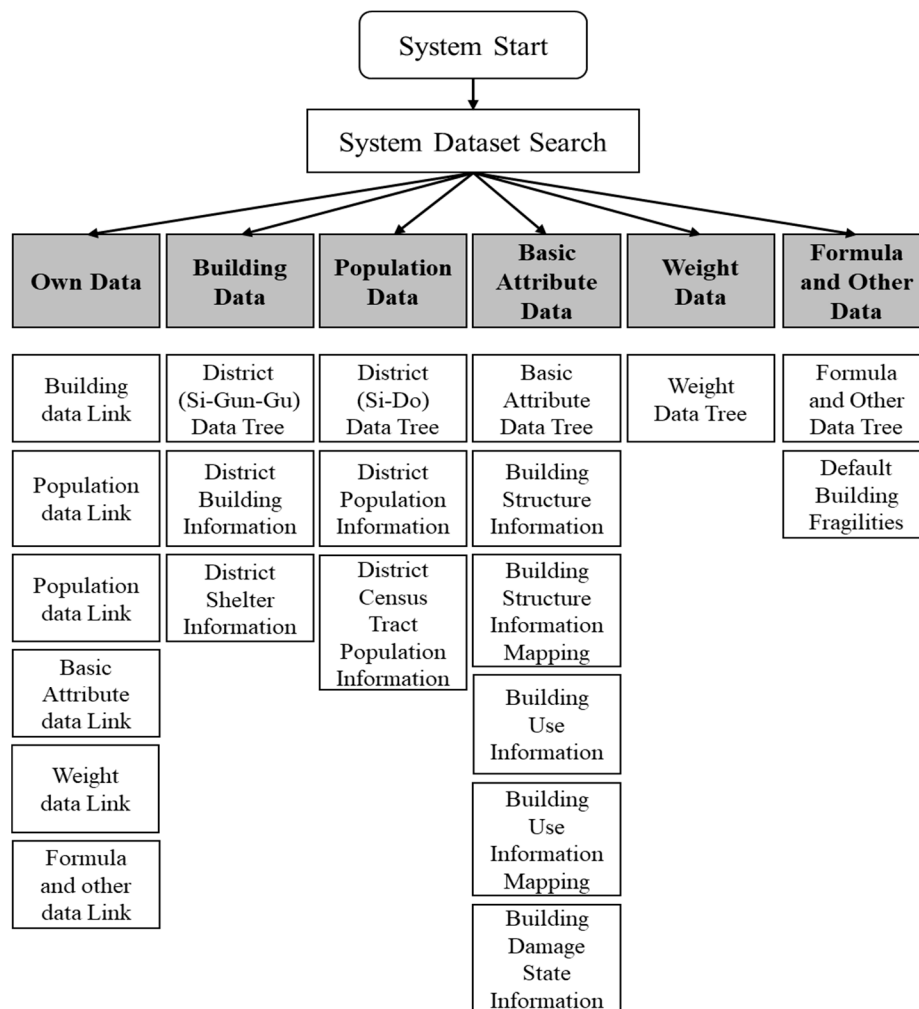 System Start
System Dataset Search
Own Data
Building
Data
Population
Data
Basic
Attribute
Data
Weight
Data
Formula
and Other
Data
Building
data Link
Population
data Link
Population
data Link
Basic
Attribute
data Link
Weight
data Link
Formula
and other
data Link
District
(Si-Gun-Gu)
Data Tree
District
Building
Information
District
Shelter
Information
District
(Si-Do)
Data Tree
District
Population
Information
District
Census
Tract
Population
Information
Basic
Attribute
Data Tree
Building
Structure
Information
Building
Structure
Information
Mapping
Building
Use
Information
Building
Use
Information
Mapping
Building
Damage
State
Information
Weight
Data Tree
Formula
and Other
Data Tree
Default
Building
Fragilities